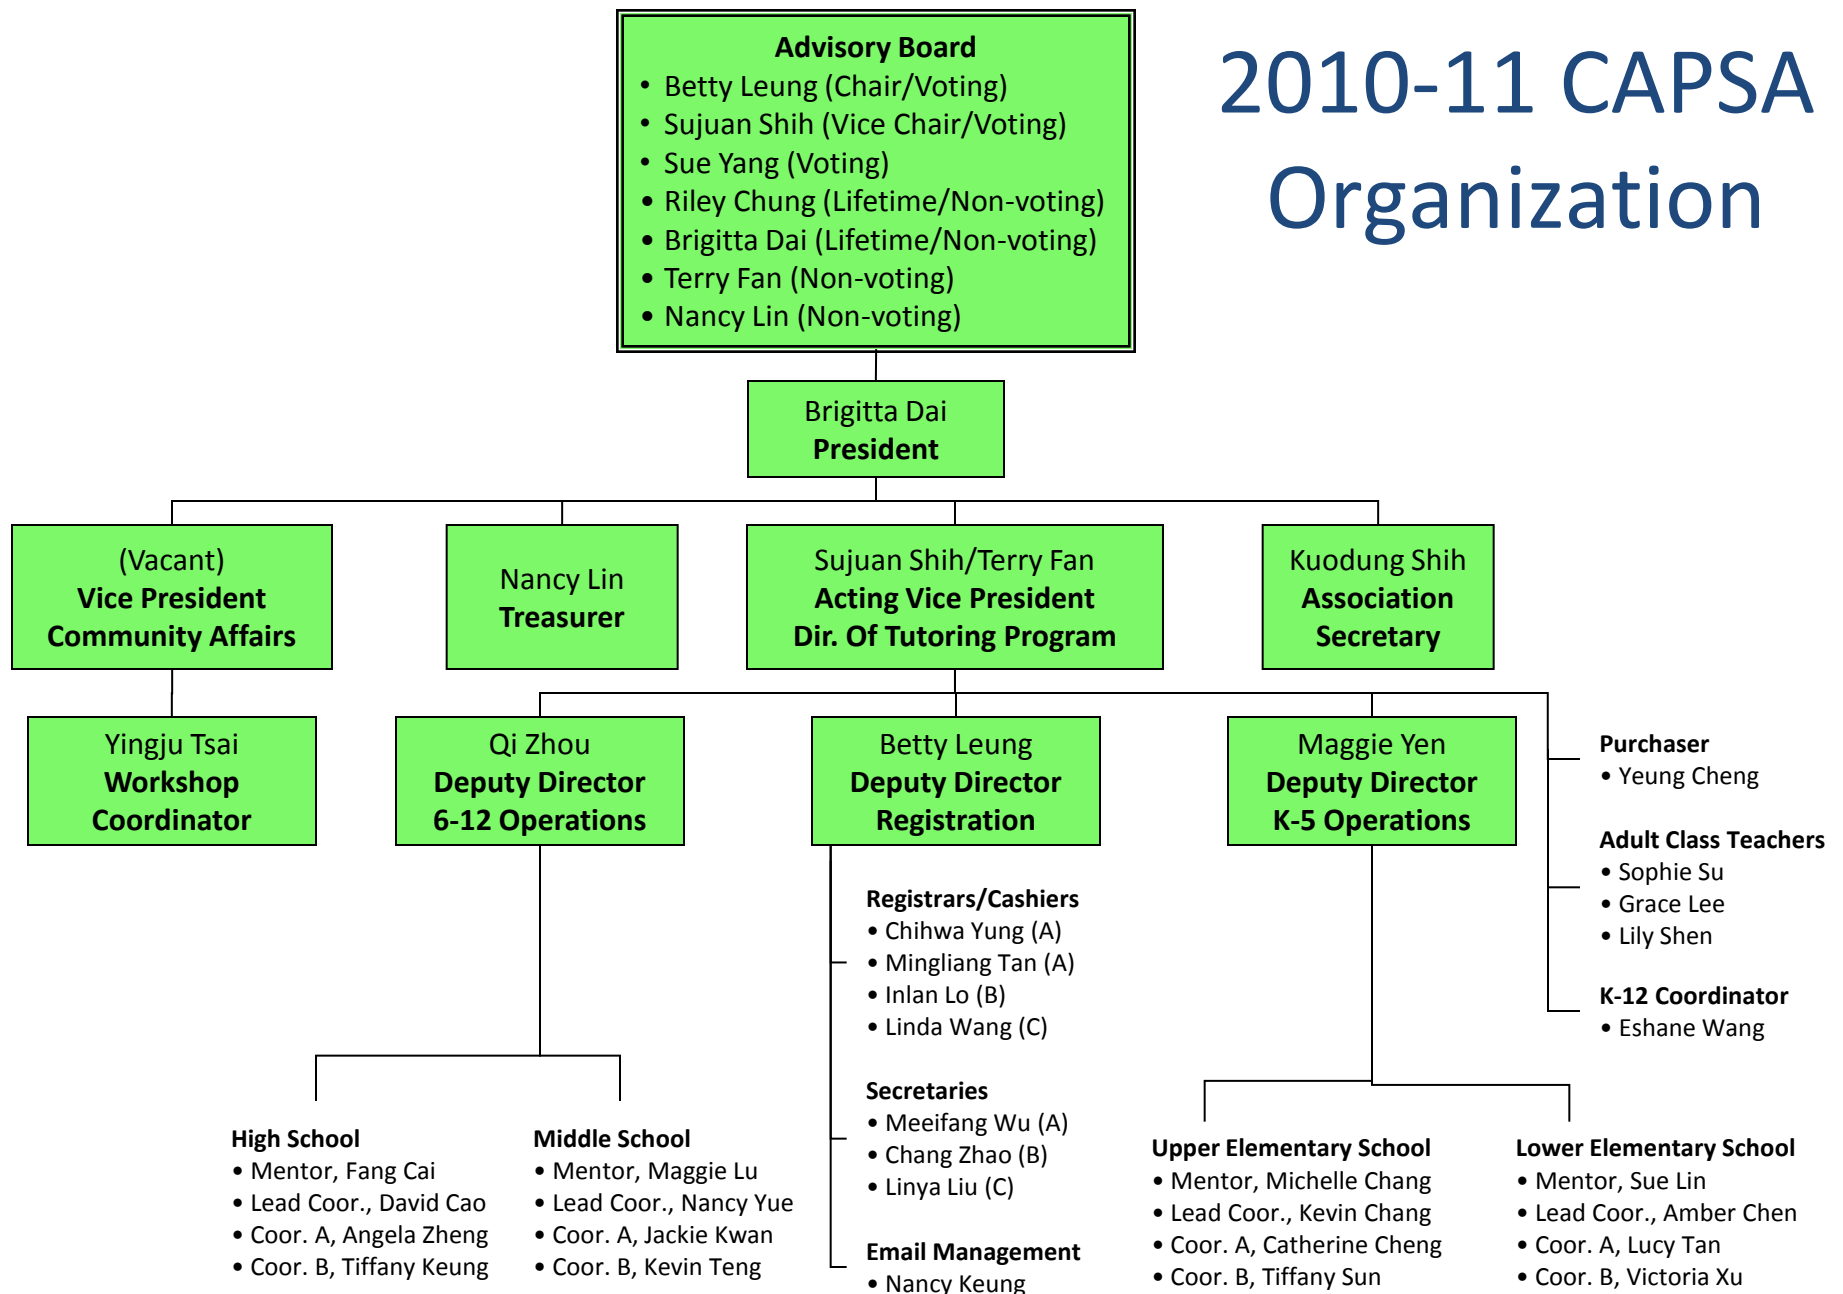 2010-11 CAPSA
Organization
Advisory Board
• Betty Leung (Chair/Voting)
• Sujuan Shih (Vice Chair/Voting)
• Sue Yang (Voting)
• Riley Chung (Lifetime/Non-voting)
• Brigitta Dai (Lifetime/Non-voting)
• Terry Fan (Non-voting)
• Nancy Lin (Non-voting)
Brigitta Dai
President
(Vacant)
Vice President
Community Affairs
Nancy Lin
Treasurer
Sujuan Shih/Terry Fan
Acting Vice President
Dir. Of Tutoring Program
Kuodung Shih
Association
Secretary
Yingju Tsai
Workshop
Coordinator
Qi Zhou
Deputy Director
6-12 Operations
Betty Leung
Deputy Director
Registration
Maggie Yen
Deputy Director
K-5 Operations
Purchaser
• Yeung Cheng
Adult Class Teachers
• Sophie Su
• Grace Lee
• Lily Shen
K-12 Coordinator
• Eshane Wang
Registrars/Cashiers
• Chihwa Yung (A)
• Mingliang Tan (A)
• Inlan Lo (B)
• Linda Wang (C)
Secretaries
• Meeifang Wu (A)
• Chang Zhao (B)
• Linya Liu (C)
Email Management
• Nancy Keung
High School
• Mentor, Fang Cai
• Lead Coor., David Cao
• Coor. A, Angela Zheng
• Coor. B, Tiffany Keung
Middle School
• Mentor, Maggie Lu
• Lead Coor., Nancy Yue
• Coor. A, Jackie Kwan
• Coor. B, Kevin Teng
Upper Elementary School
• Mentor, Michelle Chang
• Lead Coor., Kevin Chang
• Coor. A, Catherine Cheng
• Coor. B, Tiffany Sun
Lower Elementary School
• Mentor, Sue Lin
• Lead Coor., Amber Chen
• Coor. A, Lucy Tan
• Coor. B, Victoria Xu